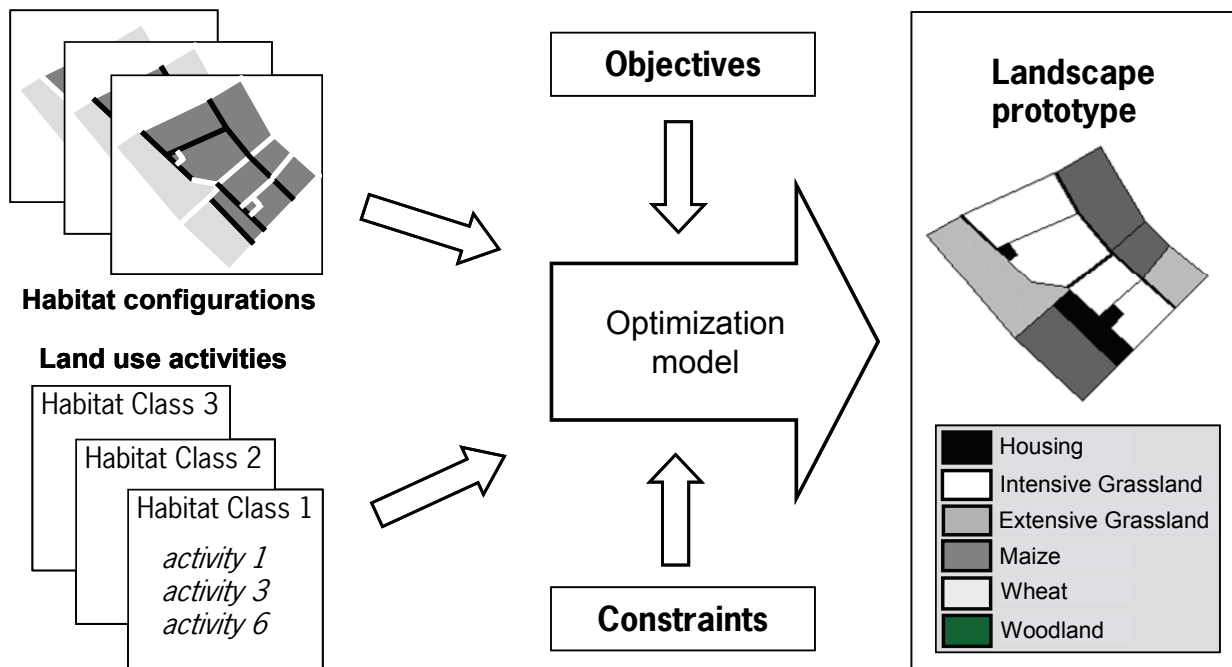 Habitat configurations
Land use activities
Habitat Class 3
Habitat Class 2
Habitat Class 1
activity 1
activity 3
activity 6
Objectives
Optimization
model
Constraints
Landscape
prototype
Housing
Intensive Grassland
Extensive Grassland
Maize
Wheat
Woodland